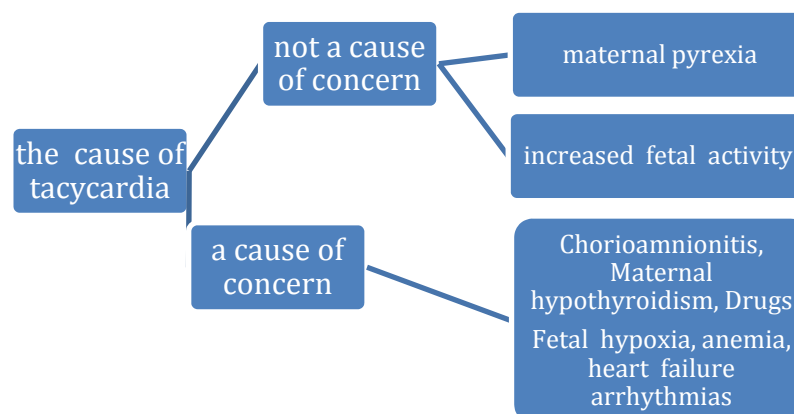 the cause of
tacycardia
not a cause
of concern
maternal pyrexia
increased fetal activity
a cause of
concern
Chorioamnionitis,
Maternal
hypothyroidism, Drugs
Fetal hypoxia, anemia,
heart failure
arrhythmias